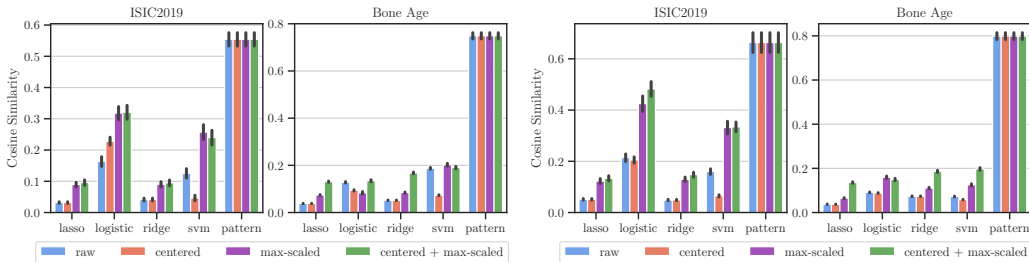 ISIC2019
Bone Age
ISIC2019
Bone Age
Cosine Similarity
0.6
0.5
0.4
0.3
0.2
0.1
0.0
lasso logistic ridge svm pattern
0.8
0.6
0.4
0.2
0.0
lasso logistic ridge svm pattern
Cosine Similarity
0.6
0.4
0.2
0.0
lasso logistic ridge svm pattern
0.8
0.6
0.4
0.2
0.0
lasso logistic ridge svm pattern
raw centered max-scaled centered + max-scaled
raw centered max-scaled centered + max-scaled